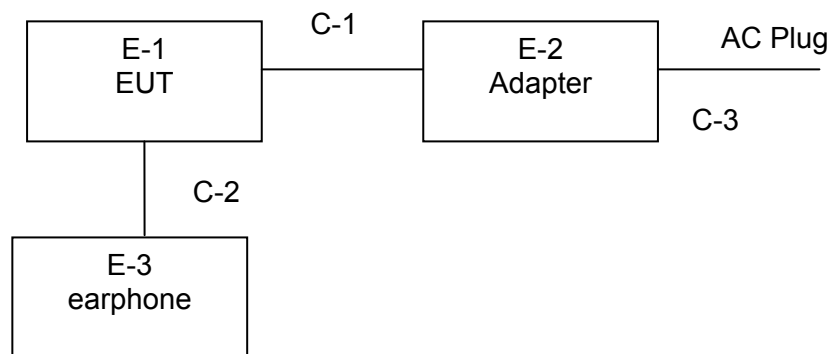 C-1
E-1
EUT
E-2
Adapter
AC Plug
C-3
C-2
E-3
earphone